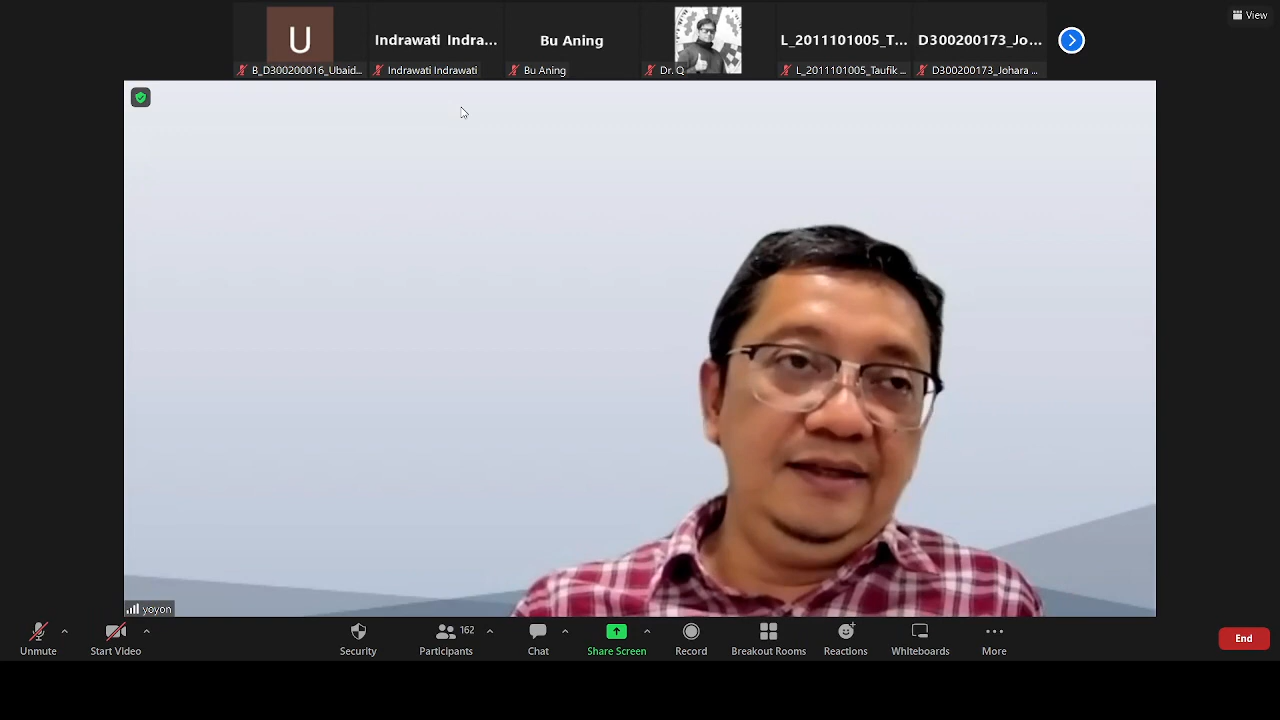 View
U
Indrawati Indra...
Bu Aning
L_2011101005_T...
D300200173_Jo...
B_D300200016_Ubaid...
Indrawati Indrawati
Bu Aning
Dr. Q
L_2011101005_Taufik ...
D300200173_Johara ...
yoyon
162
Unmute
Start Video
Security
Participants
Chat
Share Screen
Record
Breakout Rooms
Reactions
Whiteboards
More
End